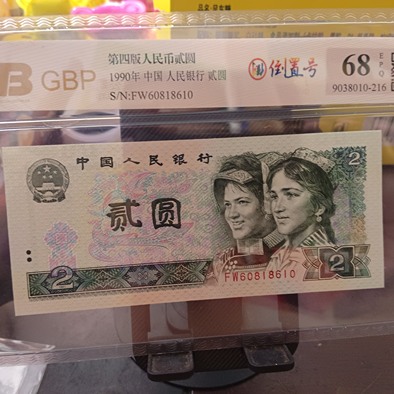 GBP
第四版人民币贰圆
1990年 中国人民银行 贰圆
S/N:FW60818610
倒置号
68
EPQ
9038010-216
中国人民银行
2
贰圆
FW60818610
2
2